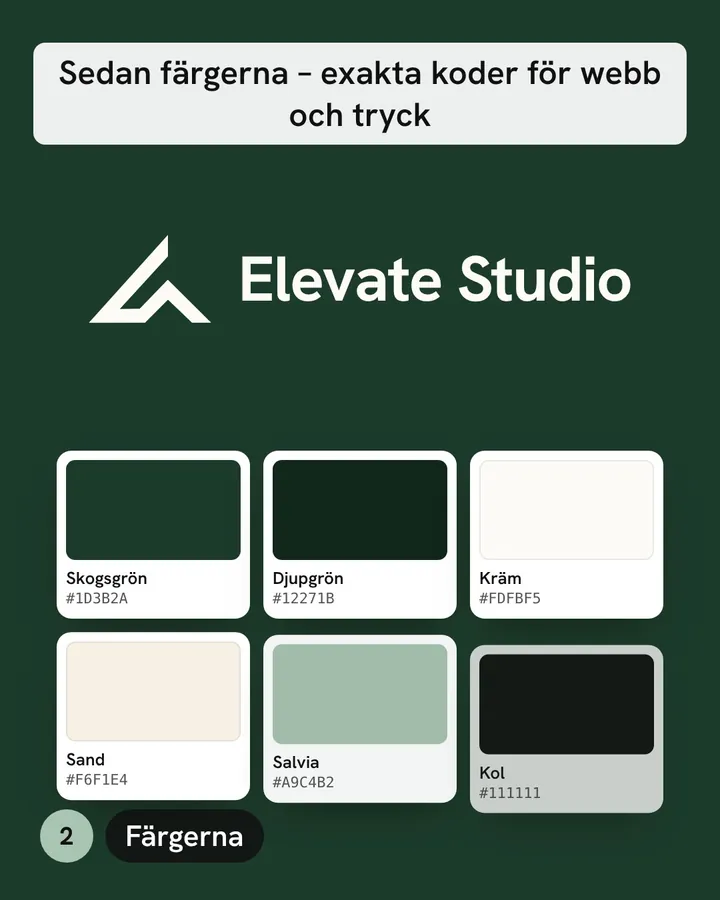 Sedan färgerna – exakta koder för webb
och tryck
Elevate Studio
Skogsgrön
#1D3B2A
Djupgrön
#12271B
Kräm
#FDFBF5
Sand
#F6F1E4
Salvia
#A9C4B2
Kol
#111111
2
Färgerna